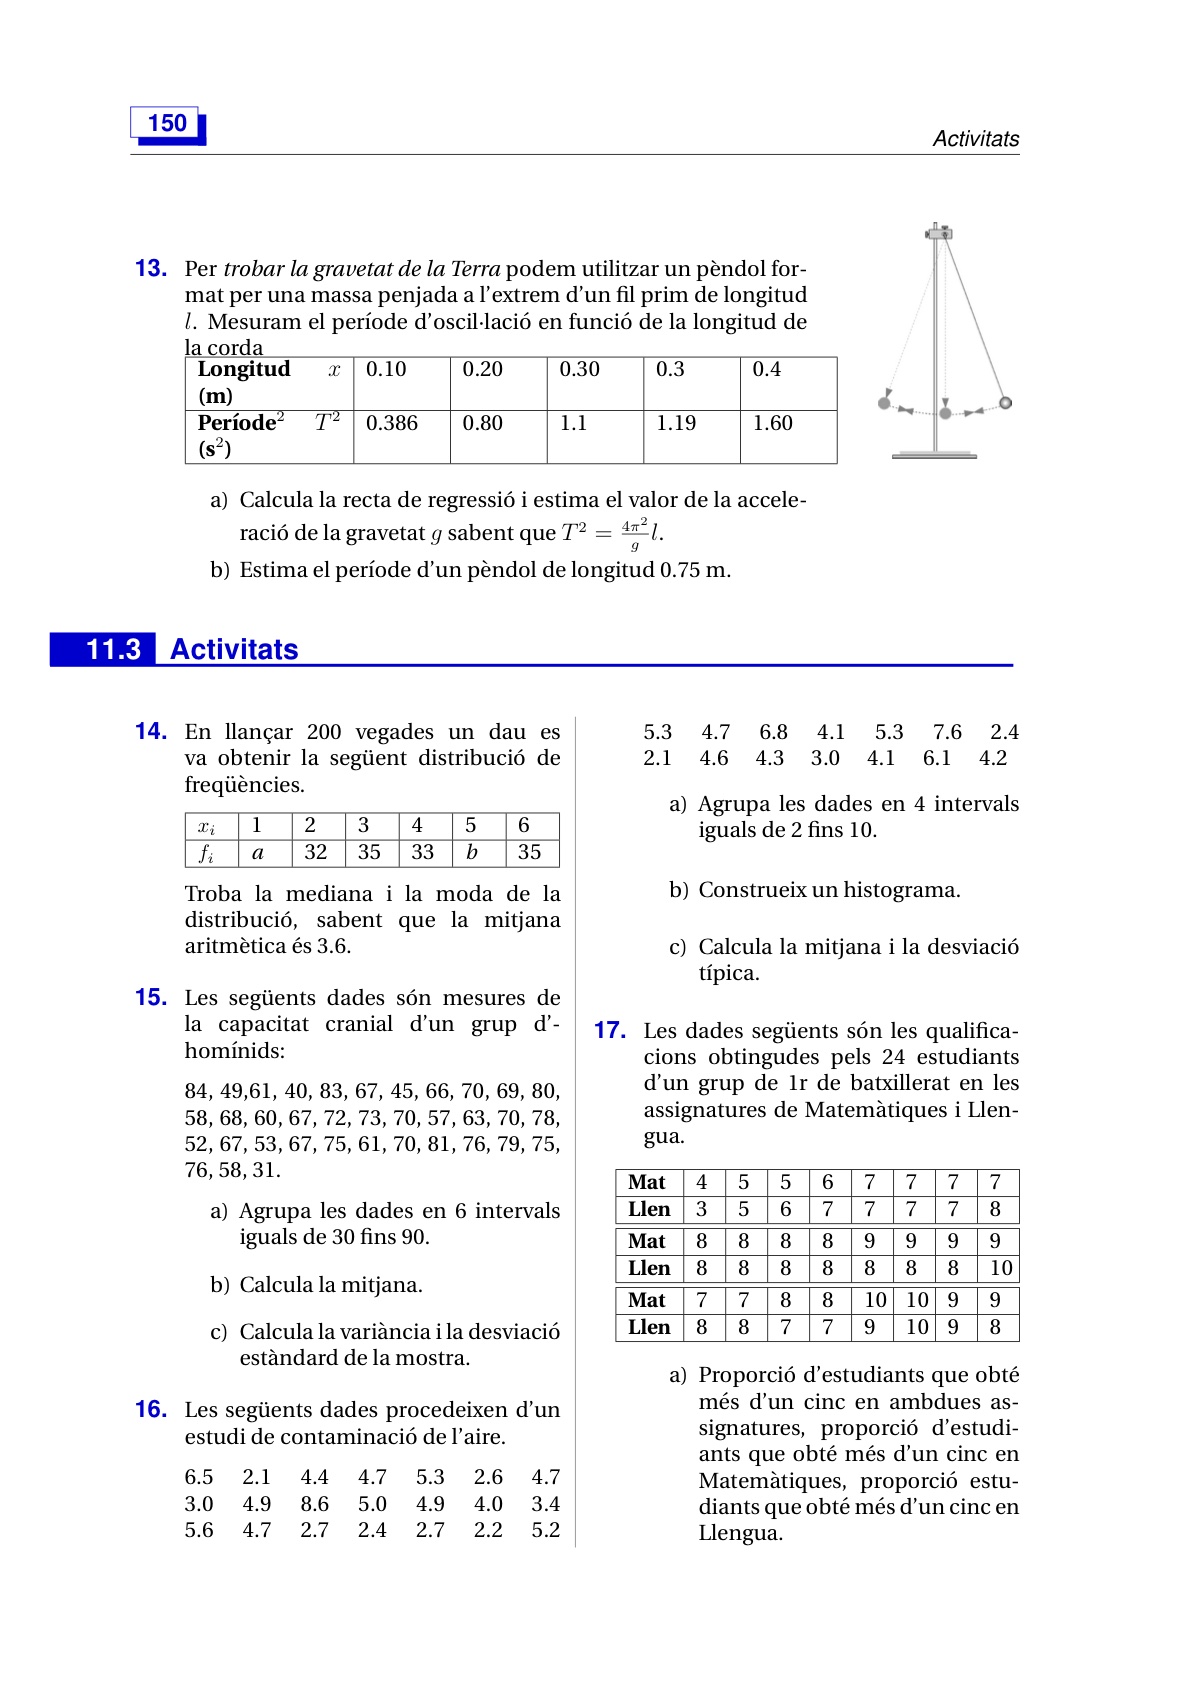 150
Activitats
13. Per trobar la gravetat de la Terra podem utilitzar un pèndol for-
mat per una massa penjada a l'extrem d'un fil prim de longitud
l. Mesuram el període d'oscil·lació en funció de la longitud de
la corda
Longitud x 0.10 0.20 0.30 0.3 0.4
(m)
Període² T² 0.386 0.80 1.1 1.19 1.60
(s²)
a) Calcula la recta de regressió i estima el valor de la accele-
ració de la gravetat g sabent que T² = 4π²/g l.
b) Estima el període d'un pèndol de longitud 0.75 m.
11.3 Activitats
14. En llançar 200 vegades un dau es
va obtenir la següent distribució de
freqüències.
xᵢ 1 2 3 4 5 6
fᵢ a 32 35 33 b 35
Troba la mediana i la moda de la
distribució, sabent que la mitjana
aritmètica és 3.6.
15. Les següents dades són mesures de
la capacitat cranial d'un grup d'-
homínids:
84, 49,61, 40, 83, 67, 45, 66, 70, 69, 80,
58, 68, 60, 67, 72, 73, 70, 57, 63, 70, 78,
52, 67, 53, 67, 75, 61, 70, 81, 76, 79, 75,
76, 58, 31.
a) Agrupa les dades en 6 intervals
iguals de 30 fins 90.
b) Calcula la mitjana.
c) Calcula la variància i la desviació
estàndard de la mostra.
16. Les següents dades procedeixen d'un
estudi de contaminació de l'aire.
6.5 2.1 4.4 4.7 5.3 2.6 4.7
3.0 4.9 8.6 5.0 4.9 4.0 3.4
5.6 4.7 2.7 2.4 2.7 2.2 5.2
5.3 4.7 6.8 4.1 5.3 7.6 2.4
2.1 4.6 4.3 3.0 4.1 6.1 4.2
a) Agrupa les dades en 4 intervals
iguals de 2 fins 10.
b) Construeix un histograma.
c) Calcula la mitjana i la desviació
típica.
17. Les dades següents són les qualifica-
cions obtingudes pels 24 estudiants
d'un grup de 1r de batxillerat en les
assignatures de Matemàtiques i Llen-
gua.
Mat 4 5 5 6 7 7 7 7
Llen 3 5 6 7 7 7 7 8
Mat 8 8 8 8 9 9 9 9
Llen 8 8 8 8 8 8 8 10
Mat 7 7 8 8 10 10 9 9
Llen 8 8 7 7 9 10 9 8
a) Proporció d'estudiants que obté
més d'un cinc en ambdues as-
signatures, proporció d'estudi-
ants que obté més d'un cinc en
Matemàtiques, proporció estu-
diants que obté més d'un cinc en
Llengua.